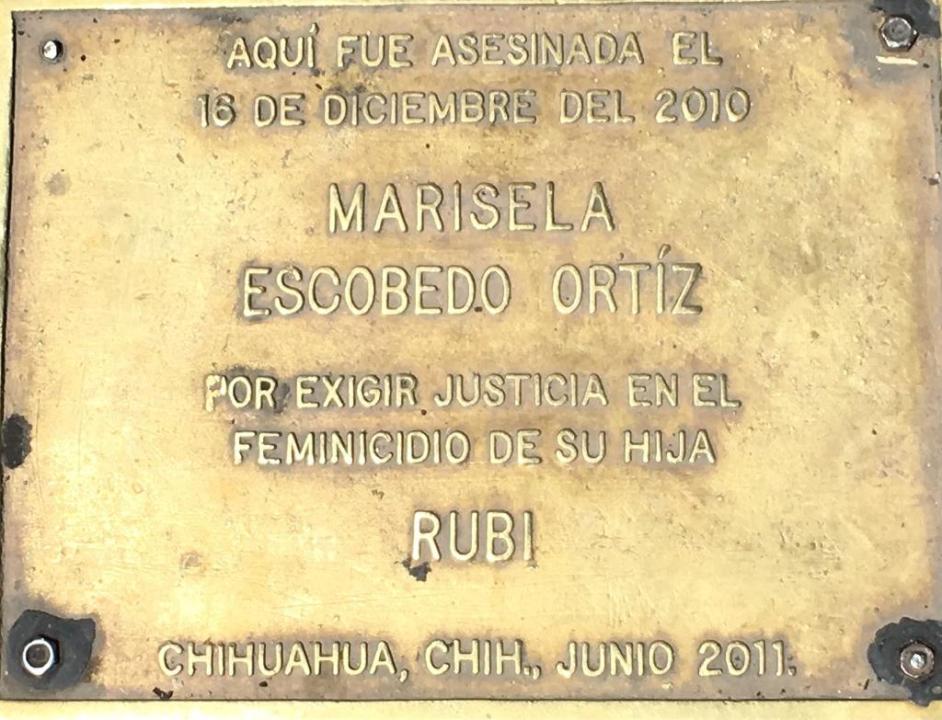 AQUÍ FUE ASESINADA EL
16 DE DICIEMBRE DEL 2010
MARISELA
ESCOBEDO ORTÍZ
POR EXIGIR JUSTICIA EN EL
FEMINICIDIO DE SU HIJA
RUBI
CHIHUAHUA, CHIH., JUNIO 2011.